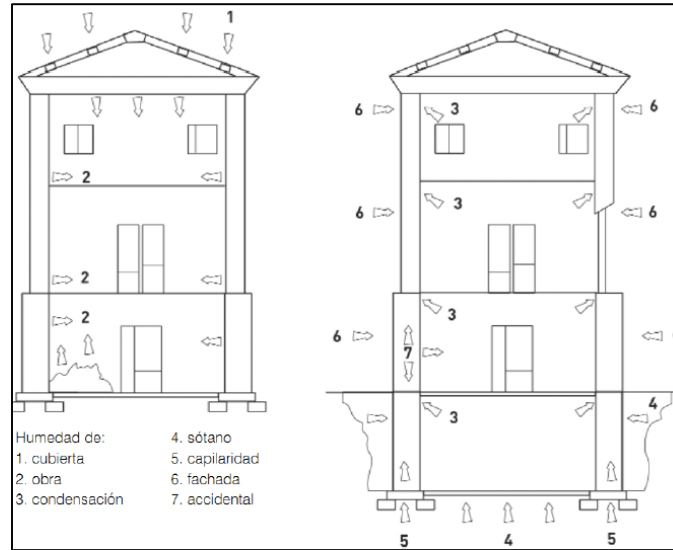 1
2
2
2
Humedad de:
1. cubierta
2. obra
3. condensación
4. sótano
5. capilaridad
6. fachada
7. accidental
6
3
6
6
3
6
3
6
7
3
4
5
4
5